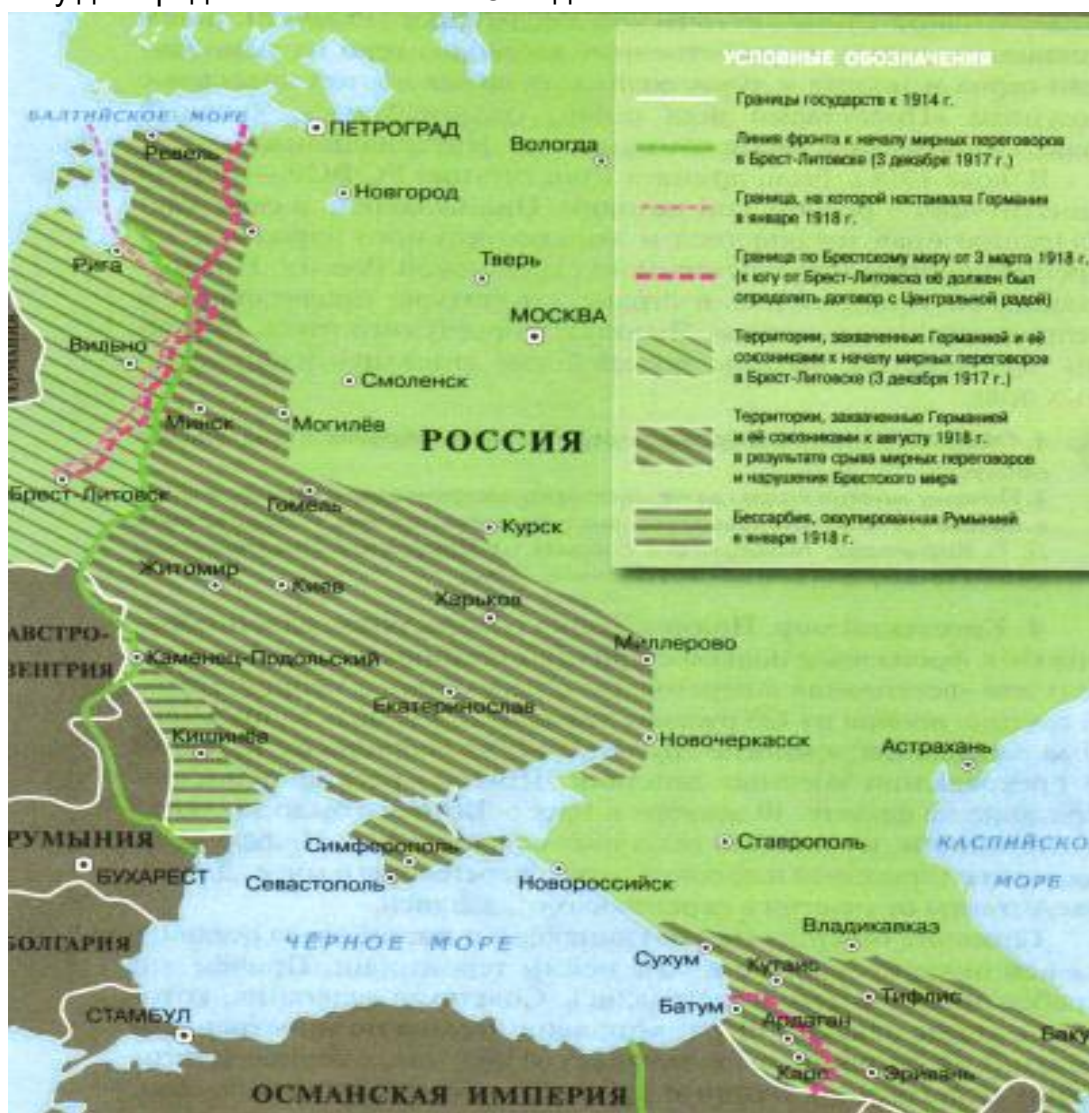 УСЛОВНЫЕ ОБОЗНАЧЕНИЯ
Границы государств к 1914 г.
Линия фронта к началу мирных переговоров
в Брест-Литовске (3 декабря 1917 г.)
Граница, на которой настаивала Германия
в январе 1918 г.
Граница по Брестскому миру от 3 марта 1918 г.
(к югу от Брест-Литовска её должен был
определить договор с Центральной радой)
Территории, захваченные Германией и её
союзниками к началу мирных переговоров
в Брест-Литовске (3 декабря 1917 г.)
Территории, захваченные Германией
и её союзниками к августу 1918 г.
в результате срыва мирных переговоров
и нарушения Брестского мира
Бессарабия, оккупированная Румынией
в январе 1918 г.
БАЛТИЙСКОЕ МОРЕ
ПЕТРОГРАД
Ревель
Вологда
Новгород
Рига
Тверь
МОСКВА
Вильно
Смоленск
Минск
Могилёв
РОССИЯ
Брест-Литовск
Гомель
Курск
Житомир
Киев
Харьков
АВСТРО-
ВЕНГРИЯ
Каменец-Подольский
Миллерово
Екатеринослав
Кишинёв
Новочеркасск
Астрахань
РУМЫНИЯ
БУХАРЕСТ
Симферополь
Севастополь
Новороссийск
Ставрополь
КАСПИЙСКО
МОРЕ
БОЛГАРИЯ
ЧЁРНОЕ МОРЕ
Владикавказ
Сухум
Кутаис
СТАМБУЛ
Батум
Тифлис
Ардаган
Баку
Карс
Эривань
ОСМАНСКАЯ ИМПЕРИЯ